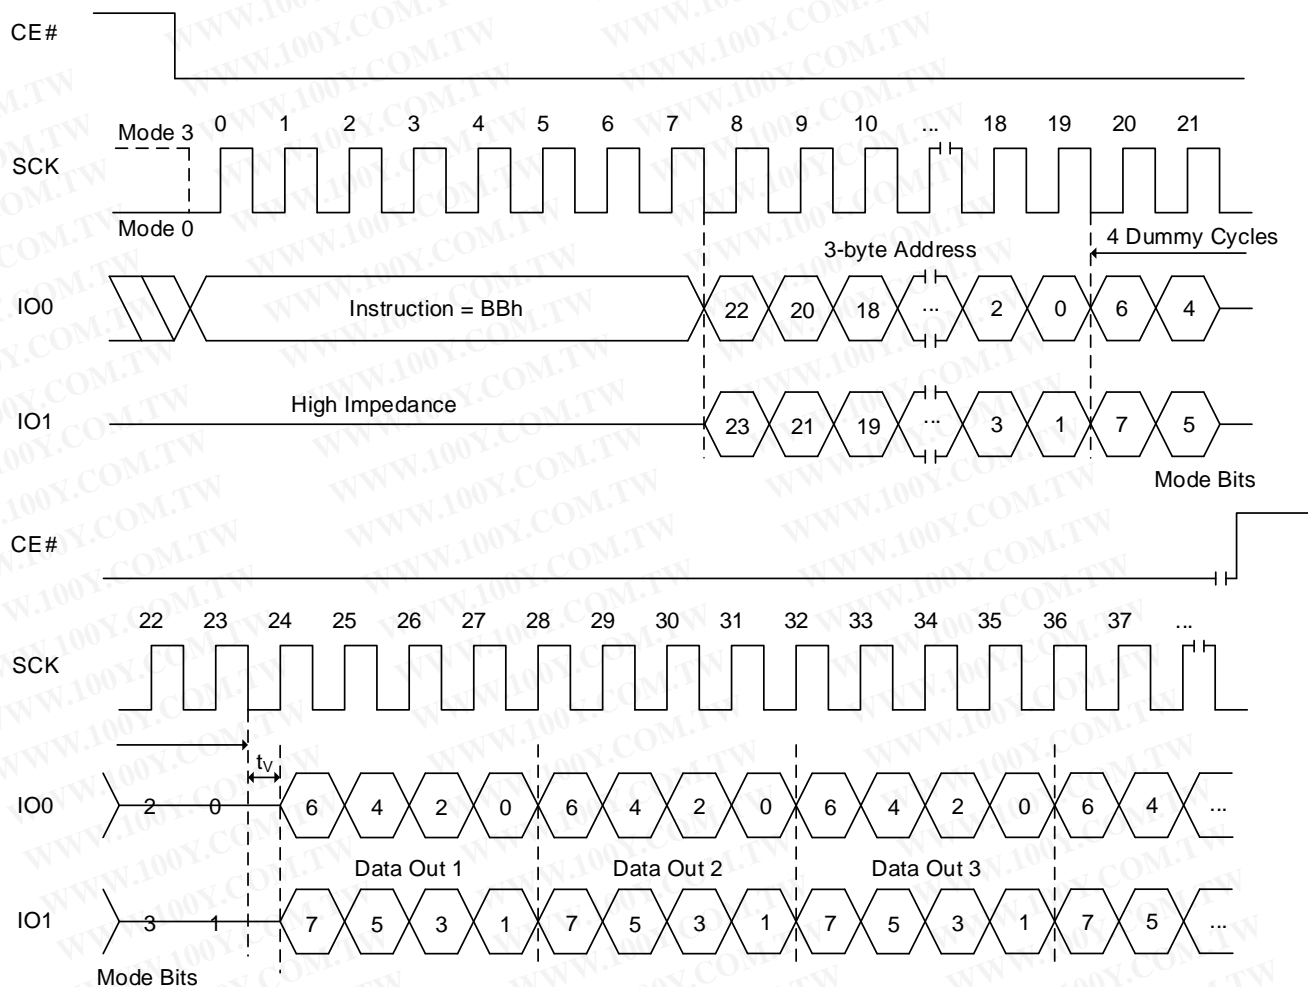 CE#
Mode 3
0 1 2 3 4 5 6 7 8 9 10 ... 18 19 20 21
SCK
Mode 0
3-byte Address
4 Dummy Cycles
IO0
Instruction = BBh
22 20 18 ... 2 0 6 4
High Impedance
IO1
23 21 19 ... 3 1 7 5
Mode Bits
CE#
22 23 24 25 26 27 28 29 30 31 32 33 34 35 36 37 ...
SCK
tV
IO0
2 0 6 4 2 0 6 4 2 0 6 4 2 0 6 4 ...
Data Out 1 Data Out 2 Data Out 3
IO1
3 1 7 5 3 1 7 5 3 1 7 5 3 1 7 5 ...
Mode Bits
WWW.100Y.COM.TW